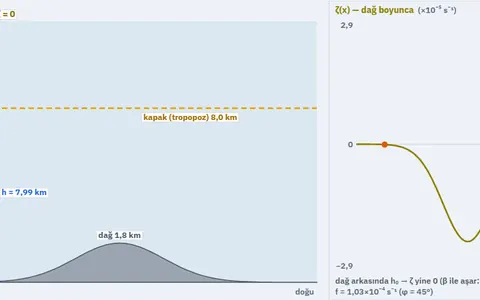 = 0
kapak (tropopoz) 8,0 km
h = 7,99 km
dağ 1,8 km
doğu
ζ(x) — dağ boyunca (×10⁻⁵ s⁻¹)
2,9
0
−2,9
dağ arkasında h₀ → ζ yine 0 (β ile aşar:
f = 1,03×10⁻⁴ s⁻¹ (φ = 45°)